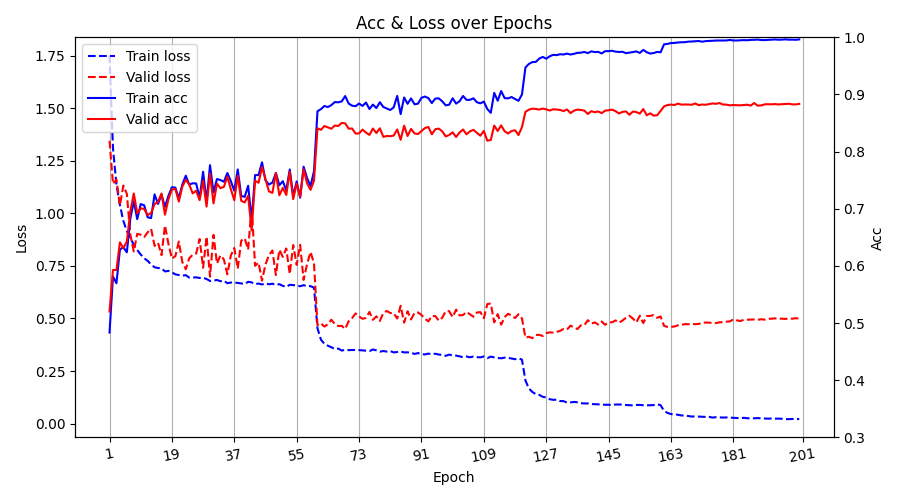 Acc & Loss over Epochs
Train loss
Valid loss
Train acc
Valid acc
1.75
1.50
1.25
1.00
0.75
0.50
0.25
0.00
Loss
1.0
0.9
0.8
0.7
0.6
0.5
0.4
0.3
Acc
1 19 37 55 73 91 109 127 145 163 181 201
Epoch